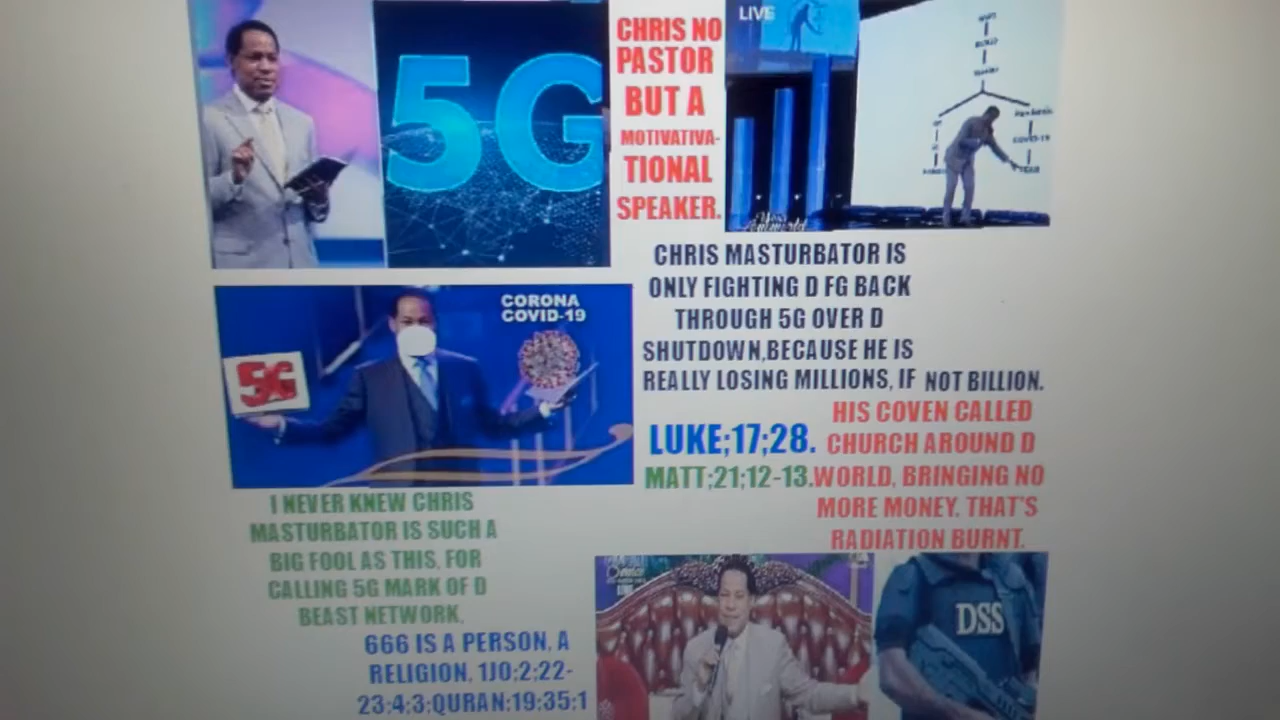 5G
CHRIS NO
PASTOR
BUT A
MOTIVATIVA-
TIONAL
SPEAKER.
LIVE
COVID-19
FEAR
Your
CHRIS MASTURBATOR IS
ONLY FIGHTING D FG BACK
THROUGH 5G OVER D
SHUTDOWN,BECAUSE HE IS
REALLY LOSING MILLIONS, IF NOT BILLION.
CORONA
COVID-19
5G
HIS COVEN CALLED
CHURCH AROUND D
WORLD, BRINGING NO
MORE MONEY. THAT'S
RADIATION BURNT.
LUKE;17;28.
MATT;21;12-13.
I NEVER KNEW CHRIS
MASTURBATOR IS SUCH A
BIG FOOL AS THIS, FOR
CALLING 5G MARK OF D
BEAST NETWORK.
666 IS A PERSON, A
RELIGION, 1JO;2;22-
23;4;3;QURAN;19;35;1
DSS